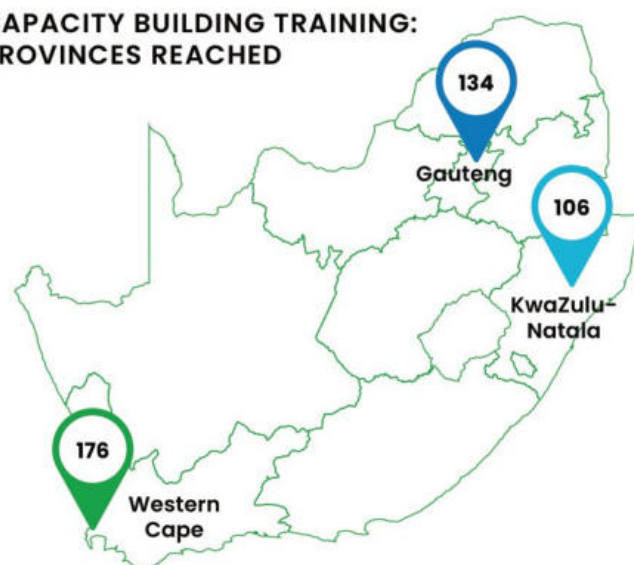 APACITY BUILDING TRAINING:
ROVINCES REACHED
134
Gauteng
106
KwaZulu-
Natala
176
Western
Cape